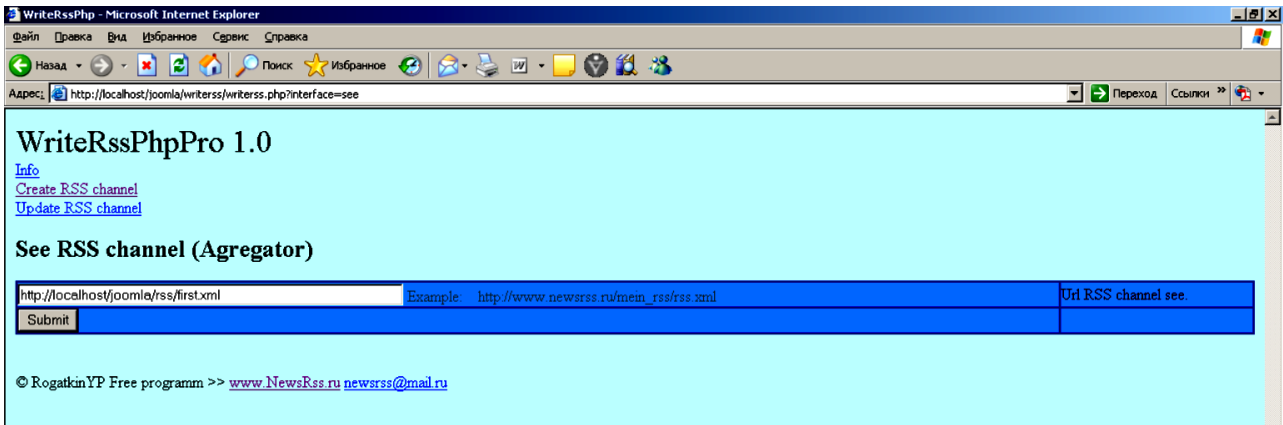 WriteRssPhp - Microsoft Internet Explorer
Файл Правка Вид Избранное Сервис Справка
Назад Поиск Избранное
Адрес: http://localhost/joomla/writerss/writerss.php?interface=see Переход Ссылки »
WriteRssPhpPro 1.0
Info
Create RSS channel
Update RSS channel
See RSS channel (Agregator)
http://localhost/joomla/rss/first.xml Example: http://www.newsrss.ru/mein_rss/rss.xml Url RSS channel see.
Submit
© RogatkinYP Free programm >> www.NewsRss.ru newsrss@mail.ru